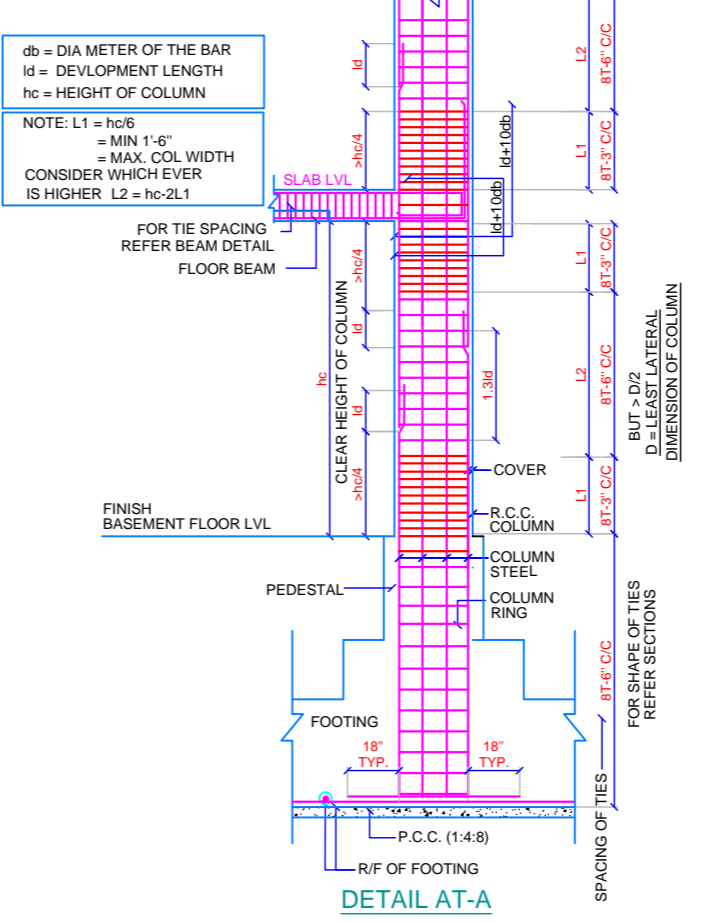 db = DIA METER OF THE BAR
ld = DEVLOPMENT LENGTH
hc = HEIGHT OF COLUMN
NOTE: L1 = hc/6
= MIN 1'-6"
= MAX. COL WIDTH
CONSIDER WHICH EVER
IS HIGHER L2 = hc-2L1
ld
>hc/4
ld+10db
ld+10db
L2
8T-6" C/C
L1
8T-3" C/C
SLAB LVL
FOR TIE SPACING
REFER BEAM DETAIL
FLOOR BEAM
hc
CLEAR HEIGHT OF COLUMN
>hc/4
ld
ld
>hc/4
1.3ld
L1
8T-3" C/C
L2
8T-6" C/C
L1
8T-3" C/C
BUT > D/2
D = LEAST LATERAL
DIMENSION OF COLUMN
COVER
R.C.C.
COLUMN
FINISH
BASEMENT FLOOR LVL
COLUMN
STEEL
PEDESTAL
COLUMN
RING
8T-6" C/C
FOR SHAPE OF TIES
REFER SECTIONS
FOOTING
18"
TYP.
18"
TYP.
SPACING OF TIES
P.C.C. (1:4:8)
R/F OF FOOTING
DETAIL AT-A